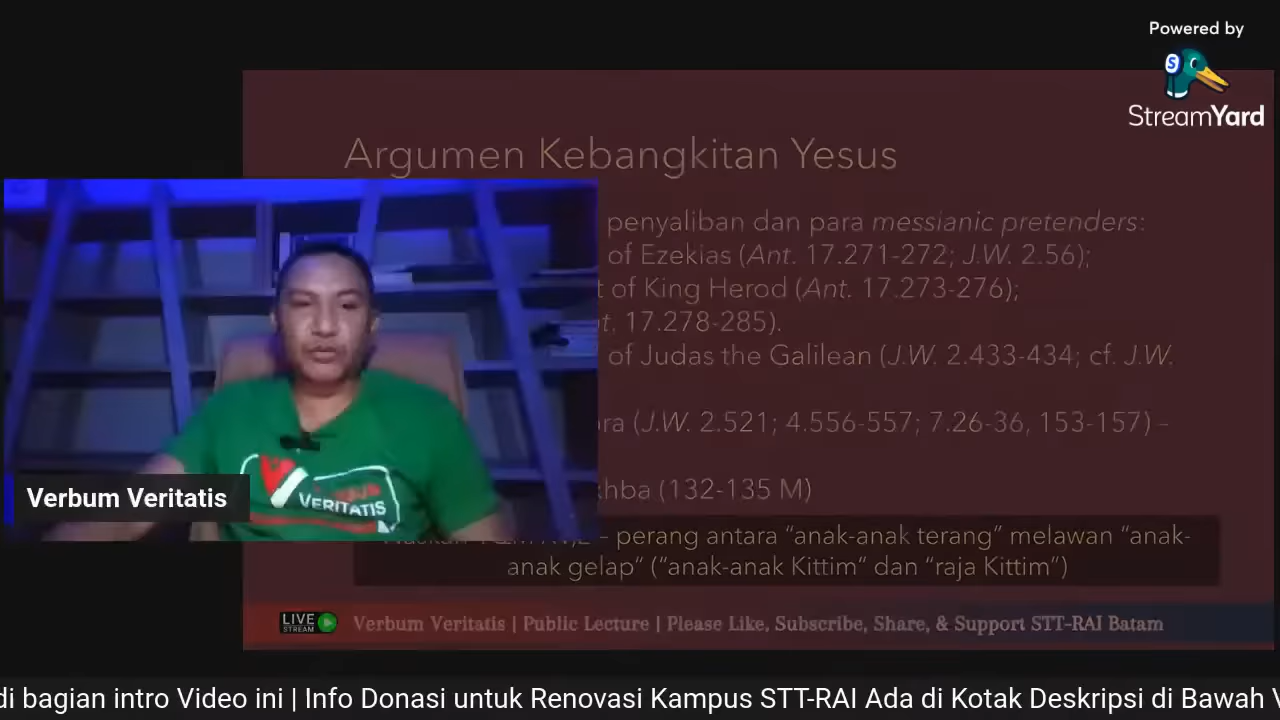 Powered by
S
StreamYard
Argumen Kebangkitan Yesus
penyaliban dan para messianic pretenders:
of Ezekias (Ant. 17.271-272; J.W. 2.56);
t of King Herod (Ant. 17.273-276);
t. 17.278-285).
of Judas the Galilean (J.W. 2.433-434; cf. J.W.
ra (J.W. 2.521; 4.556-557; 7.26-36, 153-157) –
khba (132-135 M)
– perang antara “anak-anak terang” melawan “anak-
anak gelap” (“anak-anak Kittim” dan “raja Kittim”)
VERITATIS
Verbum Veritatis
LIVE
STREAM
Verbum Veritatis | Public Lecture | Please Like, Subscribe, Share, & Support STT-RAI Batam
di bagian intro Video ini | Info Donasi untuk Renovasi Kampus STT-RAI Ada di Kotak Deskripsi di Bawah V